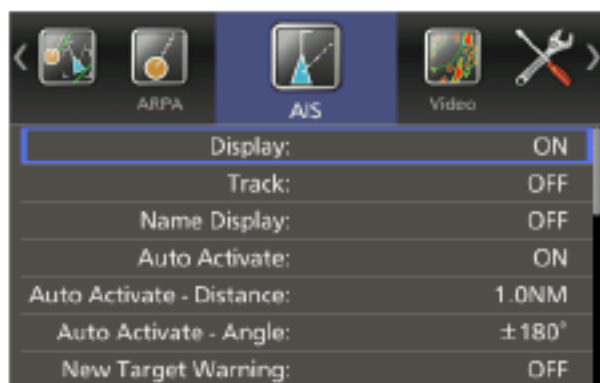 ARPA
AIS
Video
Display: ON
Track: OFF
Name Display: OFF
Auto Activate: ON
Auto Activate - Distance: 1.0NM
Auto Activate - Angle: ±180°
New Target Warning: OFF